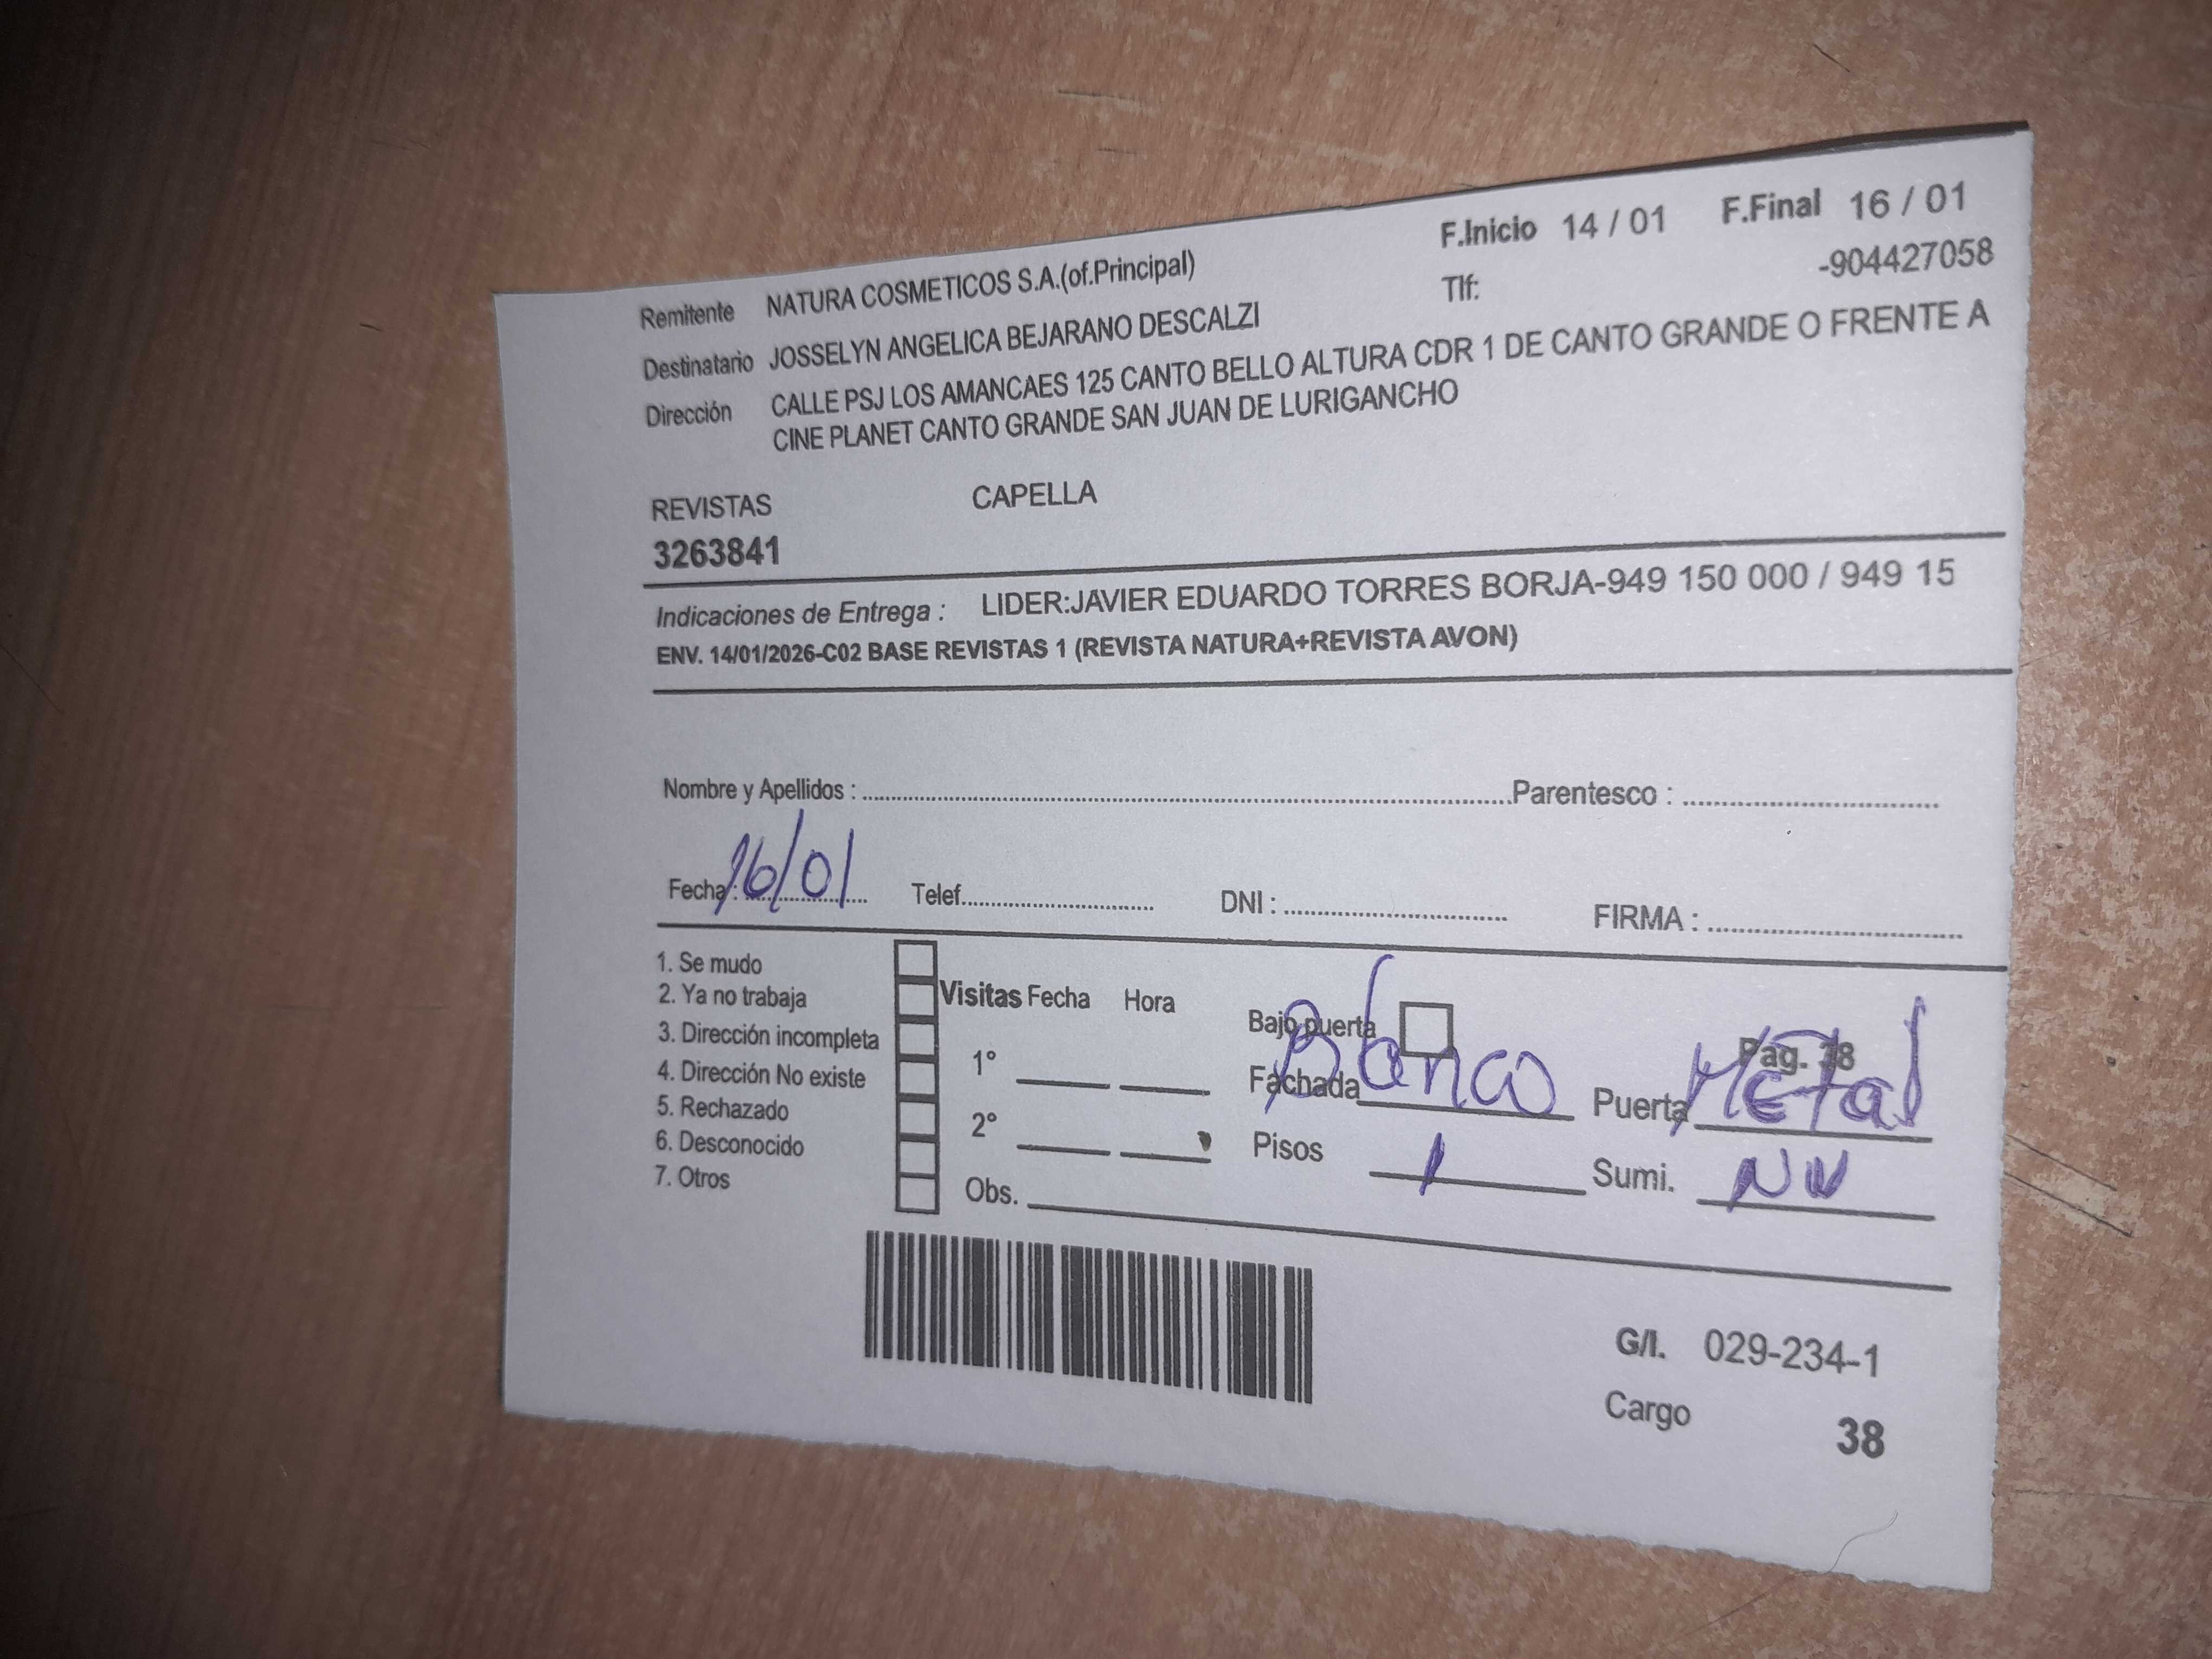 F.Inicio 14 / 01 F.Final 16 / 01
Remitente NATURA COSMETICOS S.A.(of.Principal) Tlf: -904427058
Destinatario JOSSELYN ANGELICA BEJARANO DESCALZI
Dirección CALLE PSJ LOS AMANCAES 125 CANTO BELLO ALTURA CDR 1 DE CANTO GRANDE O FRENTE A
CINE PLANET CANTO GRANDE SAN JUAN DE LURIGANCHO
REVISTAS CAPELLA
3263841
Indicaciones de Entrega : LIDER:JAVIER EDUARDO TORRES BORJA-949 150 000 / 949 15
ENV. 14/01/2026-C02 BASE REVISTAS 1 (REVISTA NATURA+REVISTA AVON)
Nombre y Apellidos : Parentesco :
Fecha : 16/01 Telef. DNI : FIRMA :
1. Se mudo
2. Ya no trabaja
3. Dirección incompleta
4. Dirección No existe
5. Rechazado
6. Desconocido
7. Otros
Visitas Fecha Hora
1°
2°
Obs.
Bajo puerta Pag. 38
Fachada Blanco Puerta Metal
Pisos 1 Sumi.
G/I. 029-234-1
Cargo 38